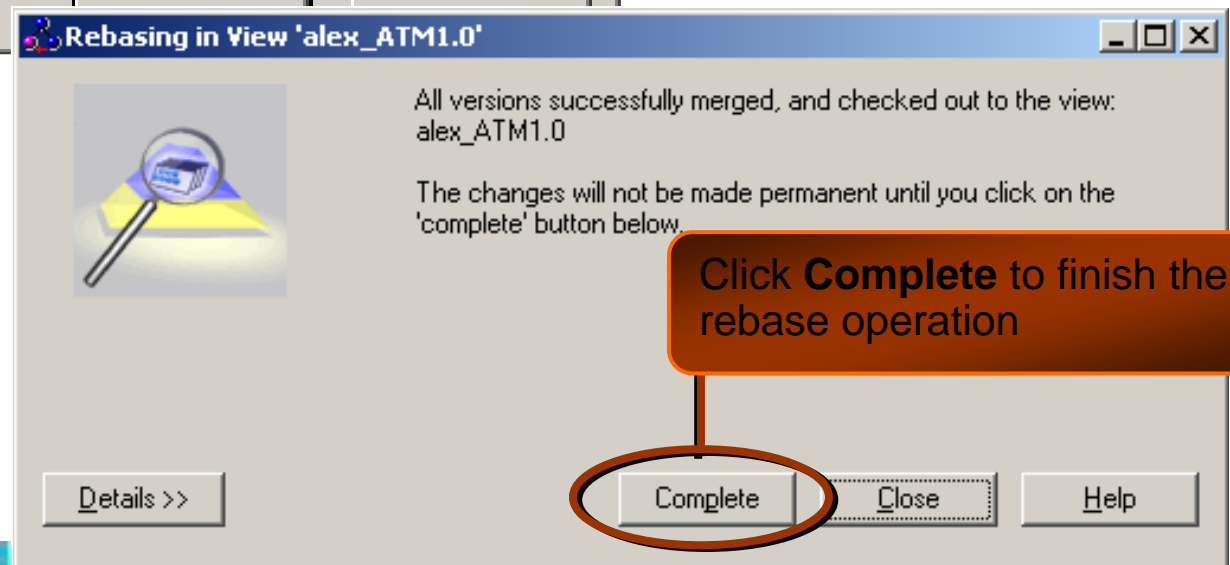 Rebasing in View 'alex_ATM1.0'
All versions successfully merged, and checked out to the view:
alex_ATM1.0
The changes will not be made permanent until you click on the
'complete' button below.
Click Complete to finish the
rebase operation
Details >>
Complete
Close
Help